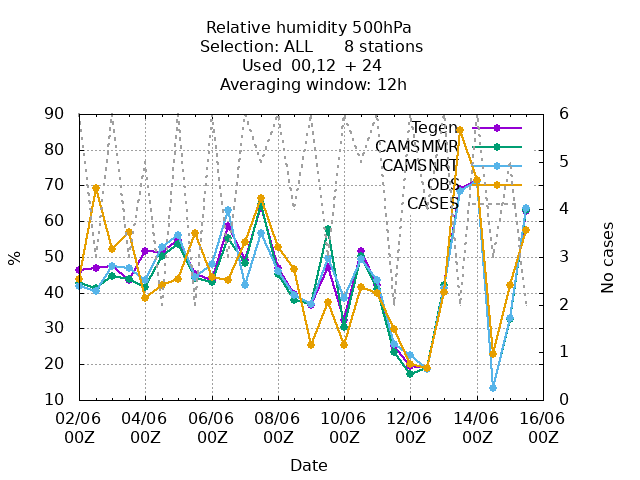 Relative humidity 500hPa
Selection: ALL 8 stations
Used 00,12 + 24
Averaging window: 12h
90 6
Tegen
CAMSMMR
80 5
CAMSNRT
OBS
70
CASES
4
60
50 3
%
No cases
40
2
30
1
20
10 0
02/06 04/06 06/06 08/06 10/06 12/06 14/06 16/06
00Z 00Z 00Z 00Z 00Z 00Z 00Z 00Z
Date